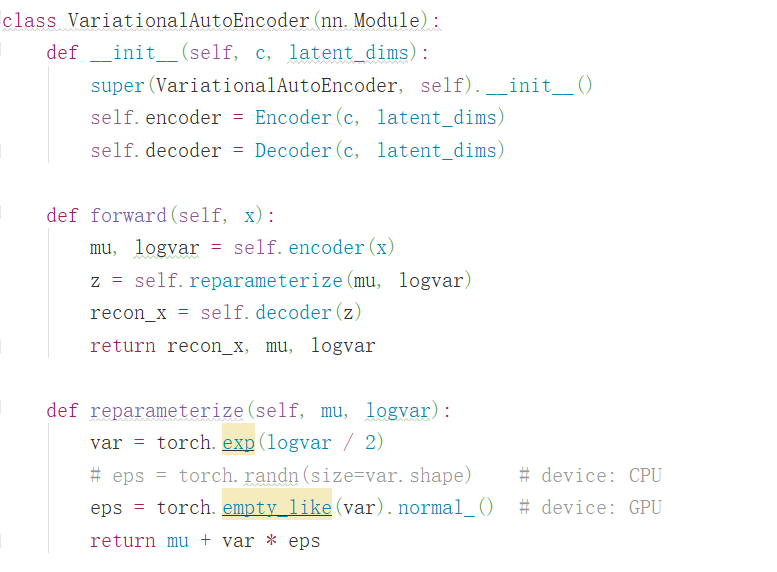 class VariationalAutoEncoder(nn.Module):
    def __init__(self, c, latent_dims):
        super(VariationalAutoEncoder, self).__init__()
        self.encoder = Encoder(c, latent_dims)
        self.decoder = Decoder(c, latent_dims)

    def forward(self, x):
        mu, logvar = self.encoder(x)
        z = self.reparameterize(mu, logvar)
        recon_x = self.decoder(z)
        return recon_x, mu, logvar

    def reparameterize(self, mu, logvar):
        var = torch.exp(logvar / 2)
        # eps = torch.randn(size=var.shape)    # device: CPU
        eps = torch.empty_like(var).normal_()  # device: GPU
        return mu + var * eps